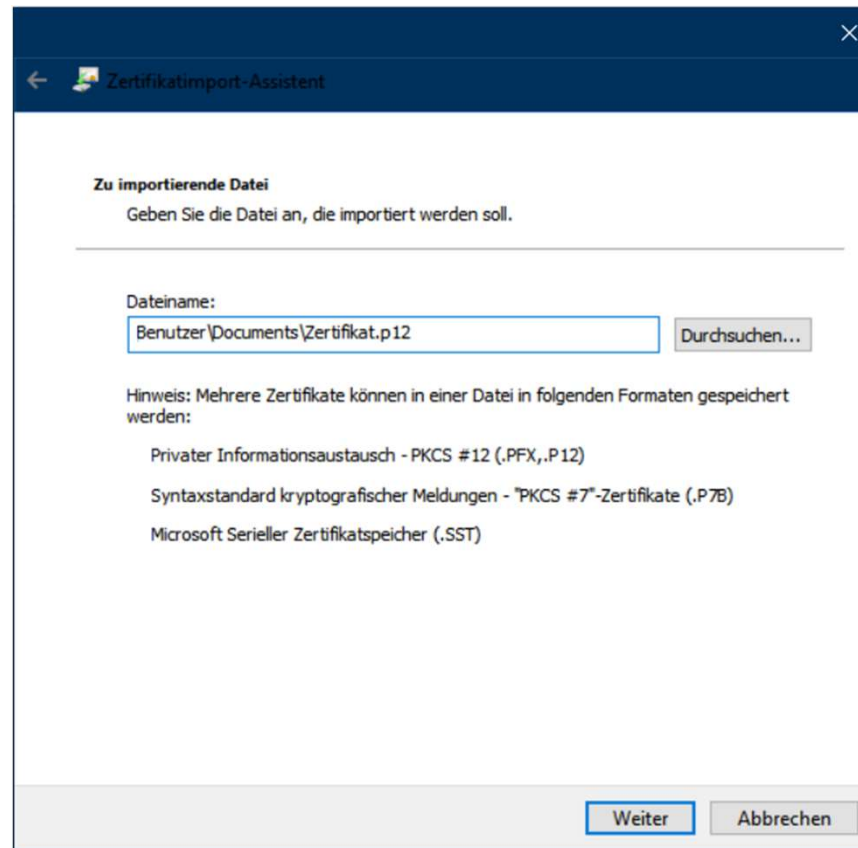 Zertifikatimport-Assistent
Zu importierende Datei
Geben Sie die Datei an, die importiert werden soll.
Dateiname:
Benutzer\Documents\Zertifikat.p12
Durchsuchen...
Hinweis: Mehrere Zertifikate können in einer Datei in folgenden Formaten gespeichert
werden:
Privater Informationsaustausch - PKCS #12 (.PFX,.P12)
Syntaxstandard kryptografischer Meldungen - "PKCS #7"-Zertifikate (.P7B)
Microsoft Serieller Zertifikatspeicher (.SST)
Weiter
Abbrechen